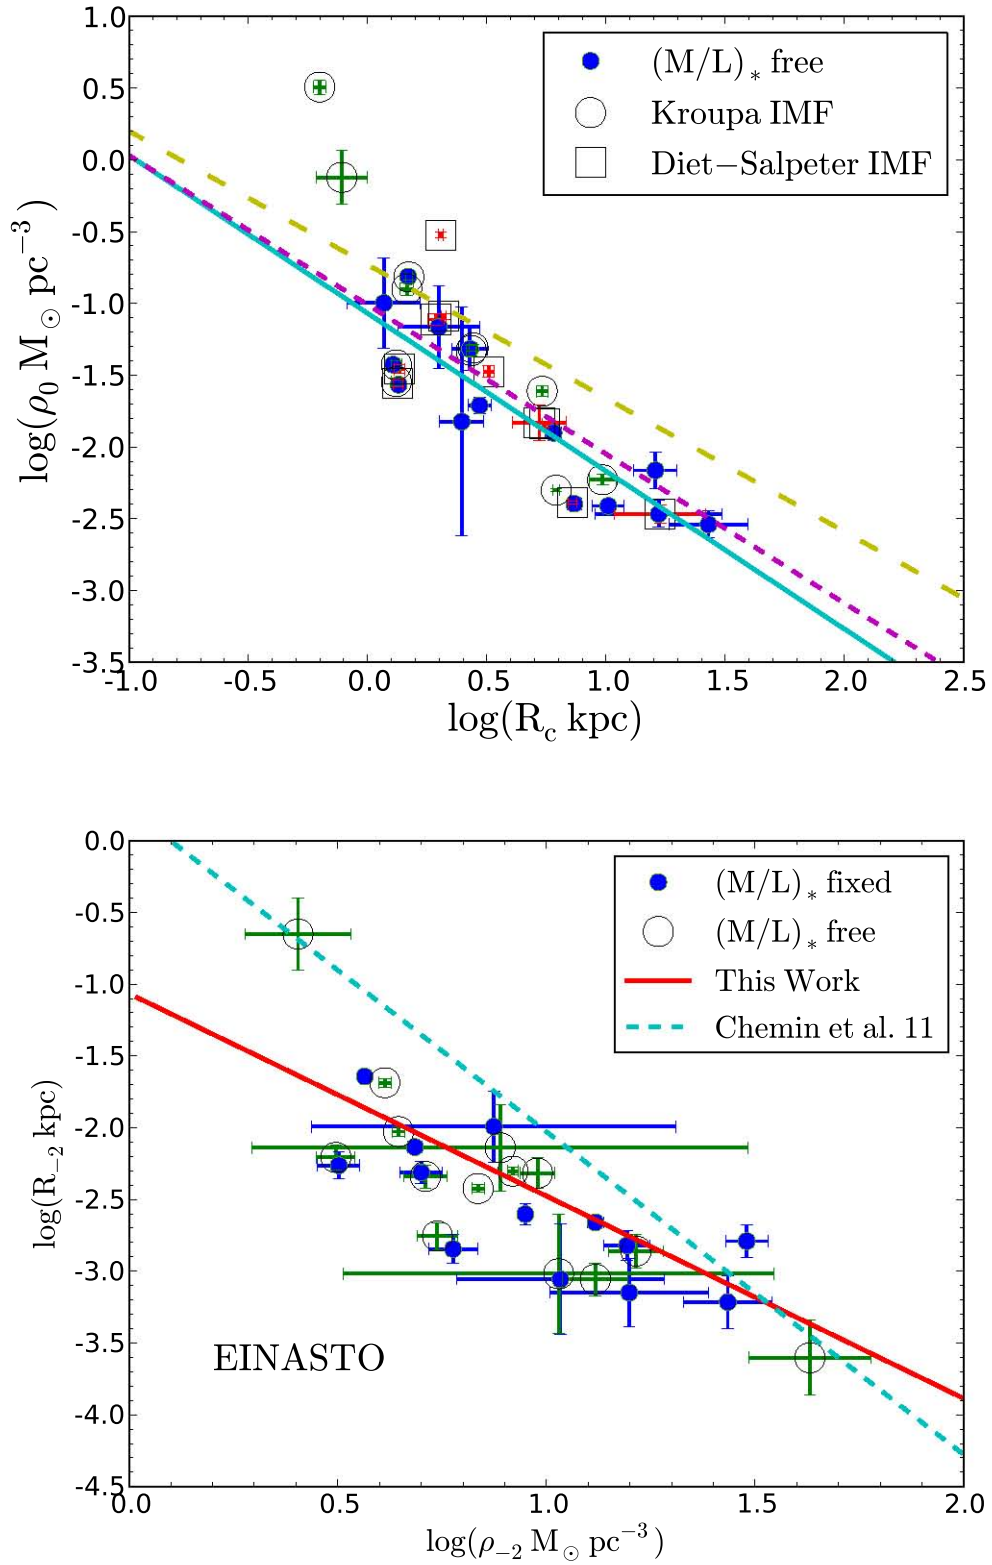 1.0
0.5
0.0
-0.5
-1.0
-1.5
-2.0
-2.5
-3.0
-3.5
log(ρ₀ M⊙ pc⁻³)
(M/L)* free
Kroupa IMF
Diet−Salpeter IMF
-1.0 -0.5 0.0 0.5 1.0 1.5 2.0 2.5
log(R_c kpc)
0.0
-0.5
-1.0
-1.5
-2.0
-2.5
-3.0
-3.5
-4.0
-4.5
log(R₋₂ kpc)
(M/L)* fixed
(M/L)* free
This Work
Chemin et al. 11
EINASTO
0.0 0.5 1.0 1.5 2.0
log(ρ₋₂ M⊙ pc⁻³)